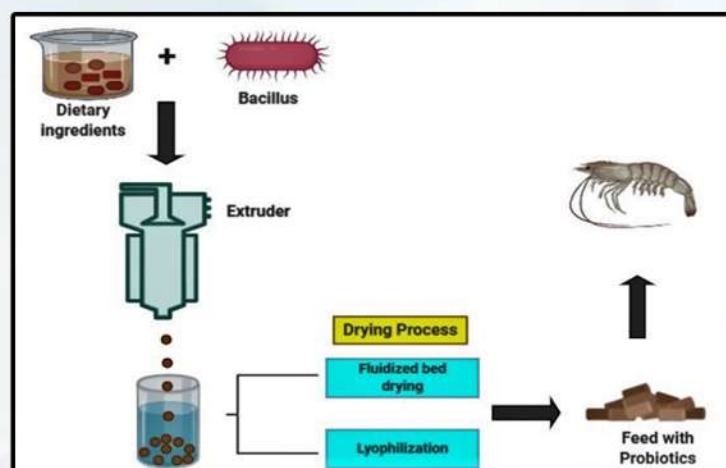 +
Dietary
ingredients
Bacillus
Extruder
Drying Process
Fluidized bed
drying
Lyophilization
Feed with
Probiotics